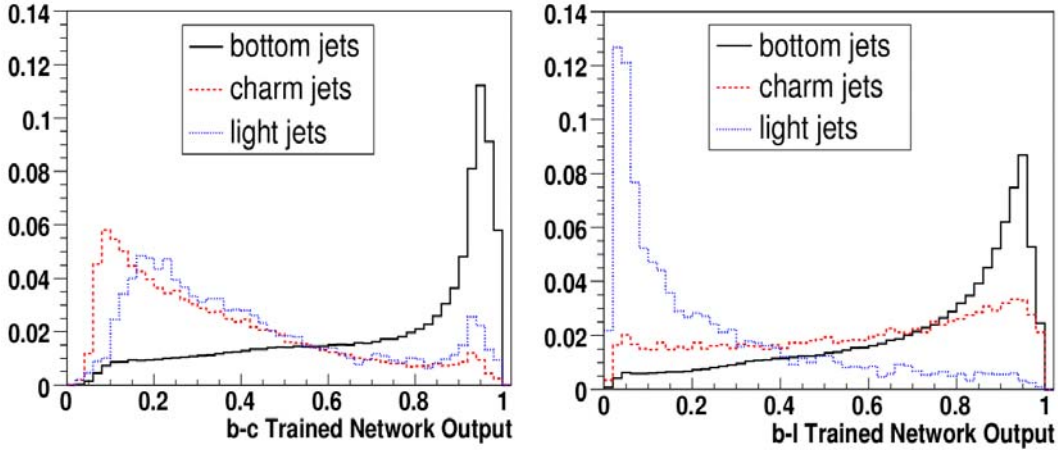 0.14
0.12
0.1
0.08
0.06
0.04
0.02
0
bottom jets
charm jets
light jets
0 0.2 0.4 0.6 0.8 1
b-c Trained Network Output
0.14
0.12
0.1
0.08
0.06
0.04
0.02
0
bottom jets
charm jets
light jets
0 0.2 0.4 0.6 0.8 1
b-l Trained Network Output